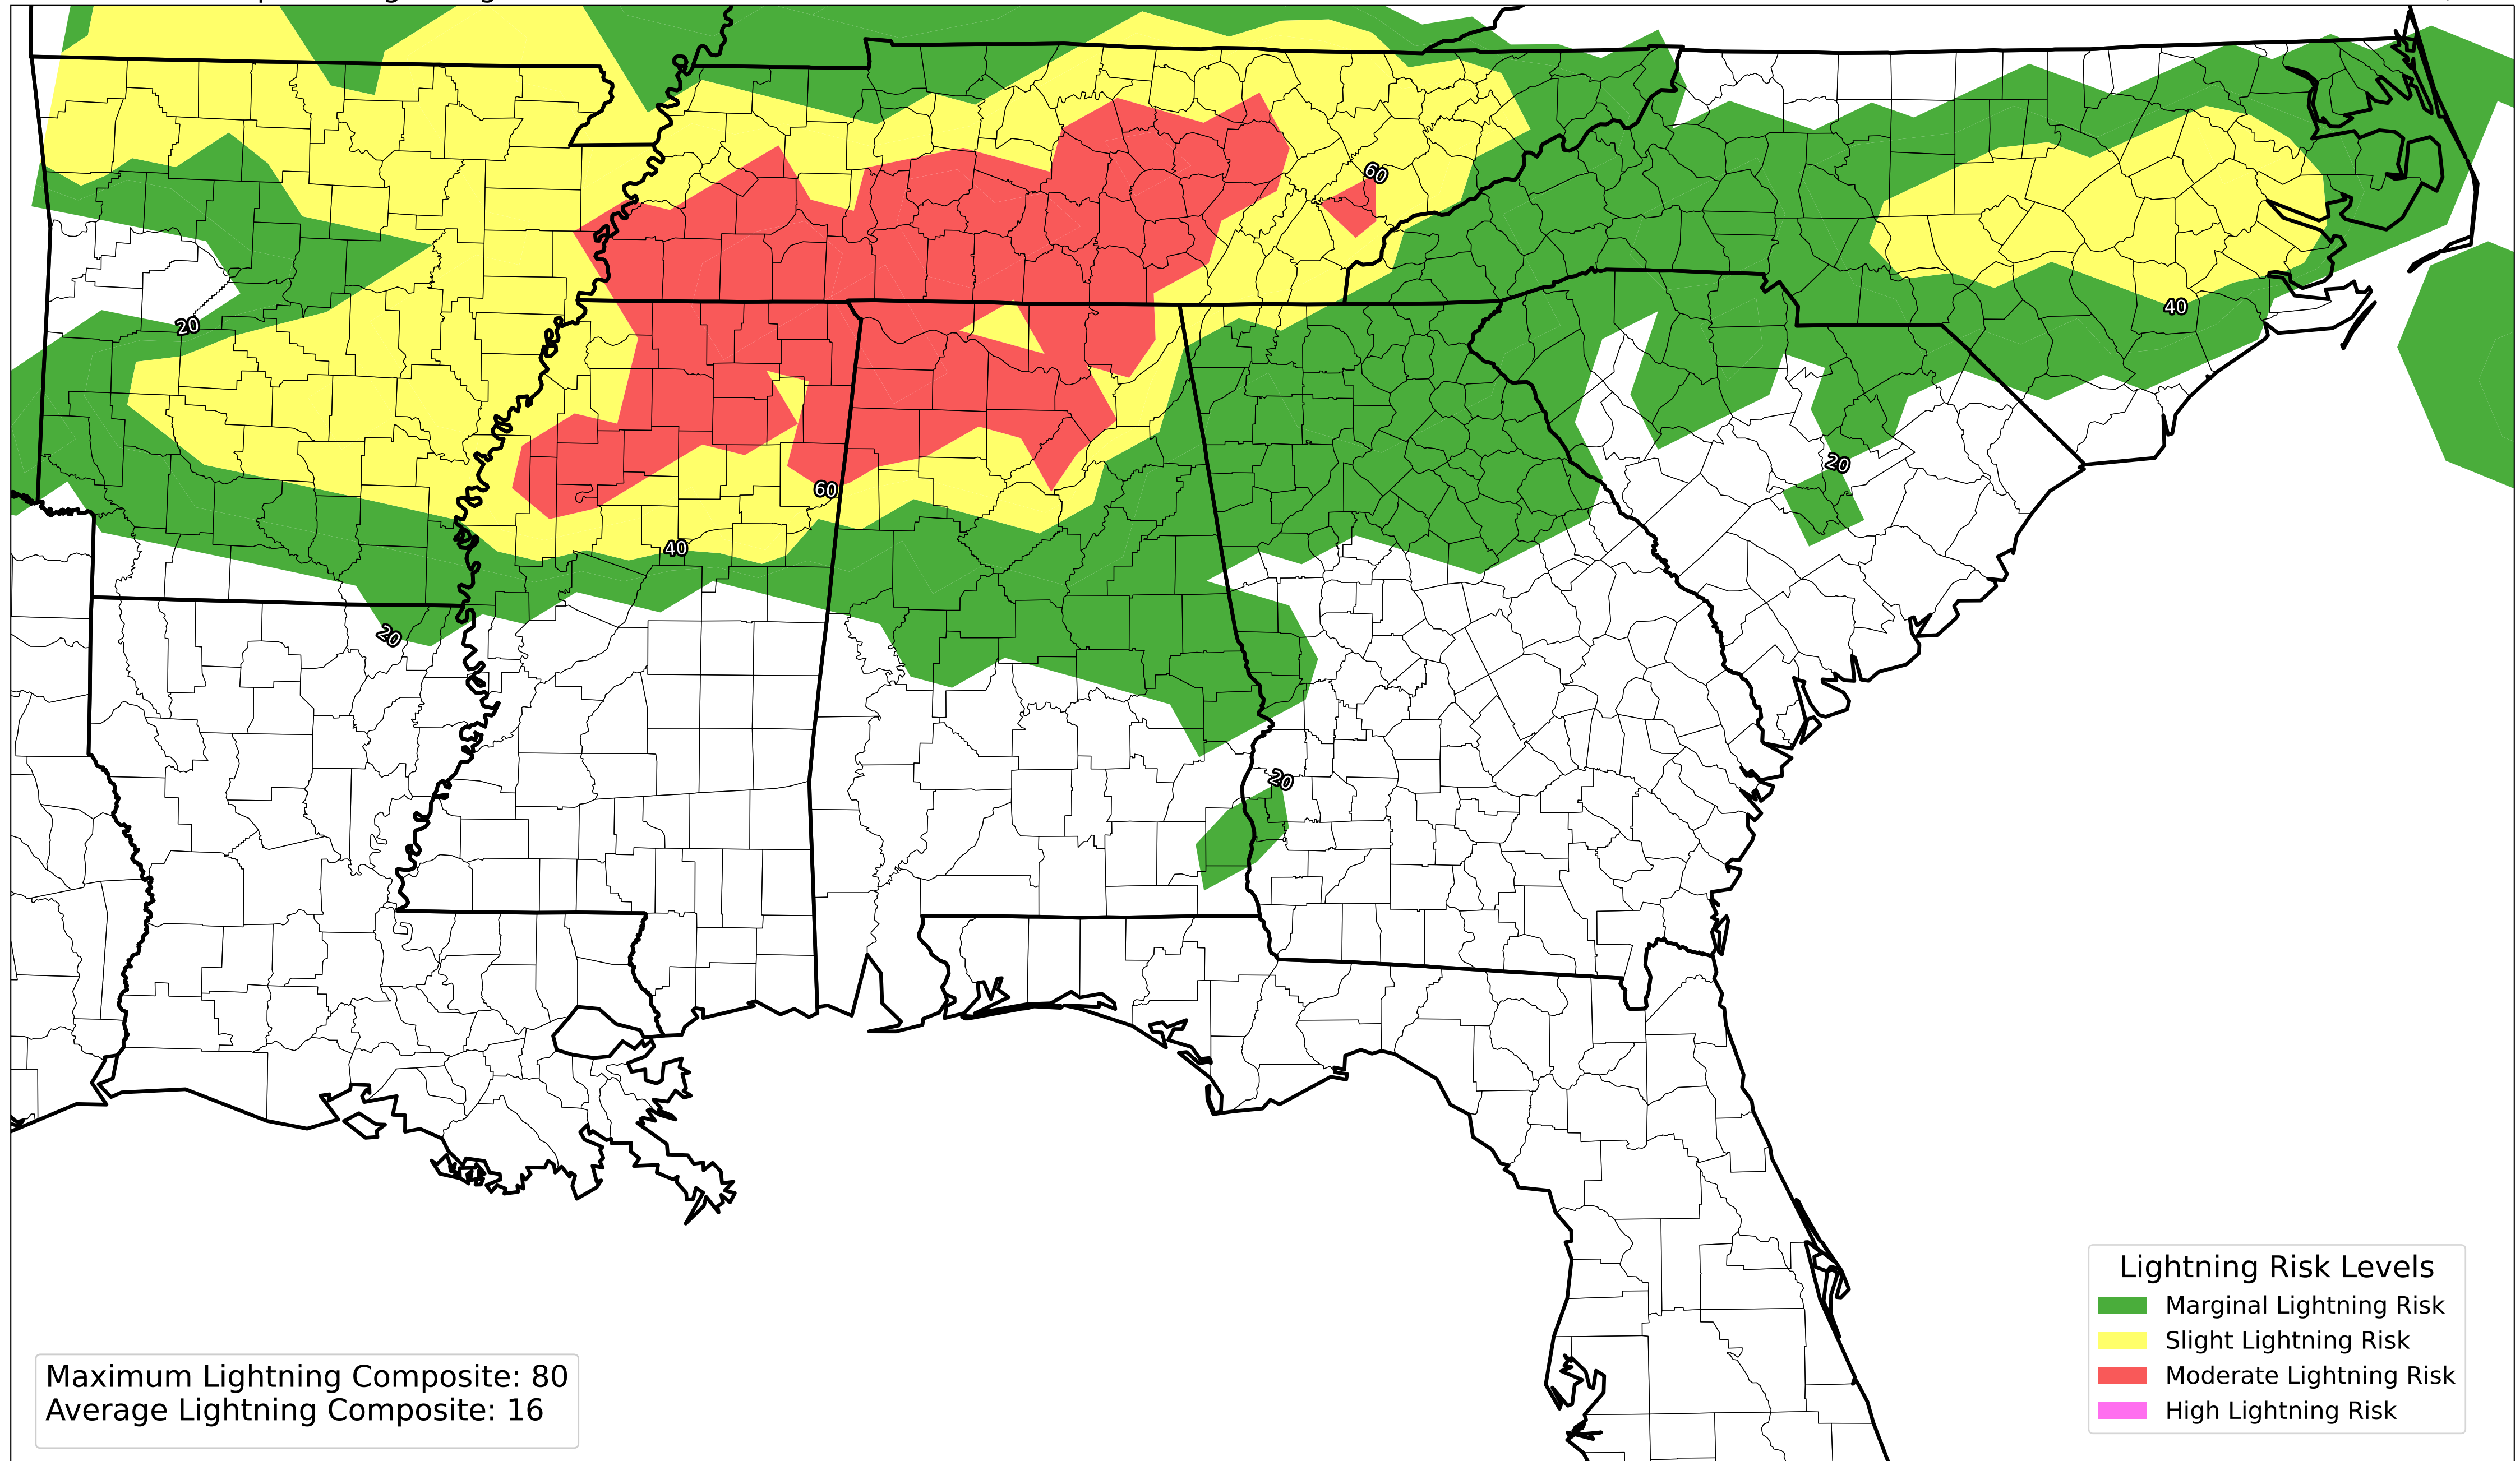 60
20
40
20
60
40
20
20
Lightning Risk Levels
Marginal Lightning Risk
Slight Lightning Risk
Moderate Lightning Risk
High Lightning Risk
Maximum Lightning Composite: 80
Average Lightning Composite: 16